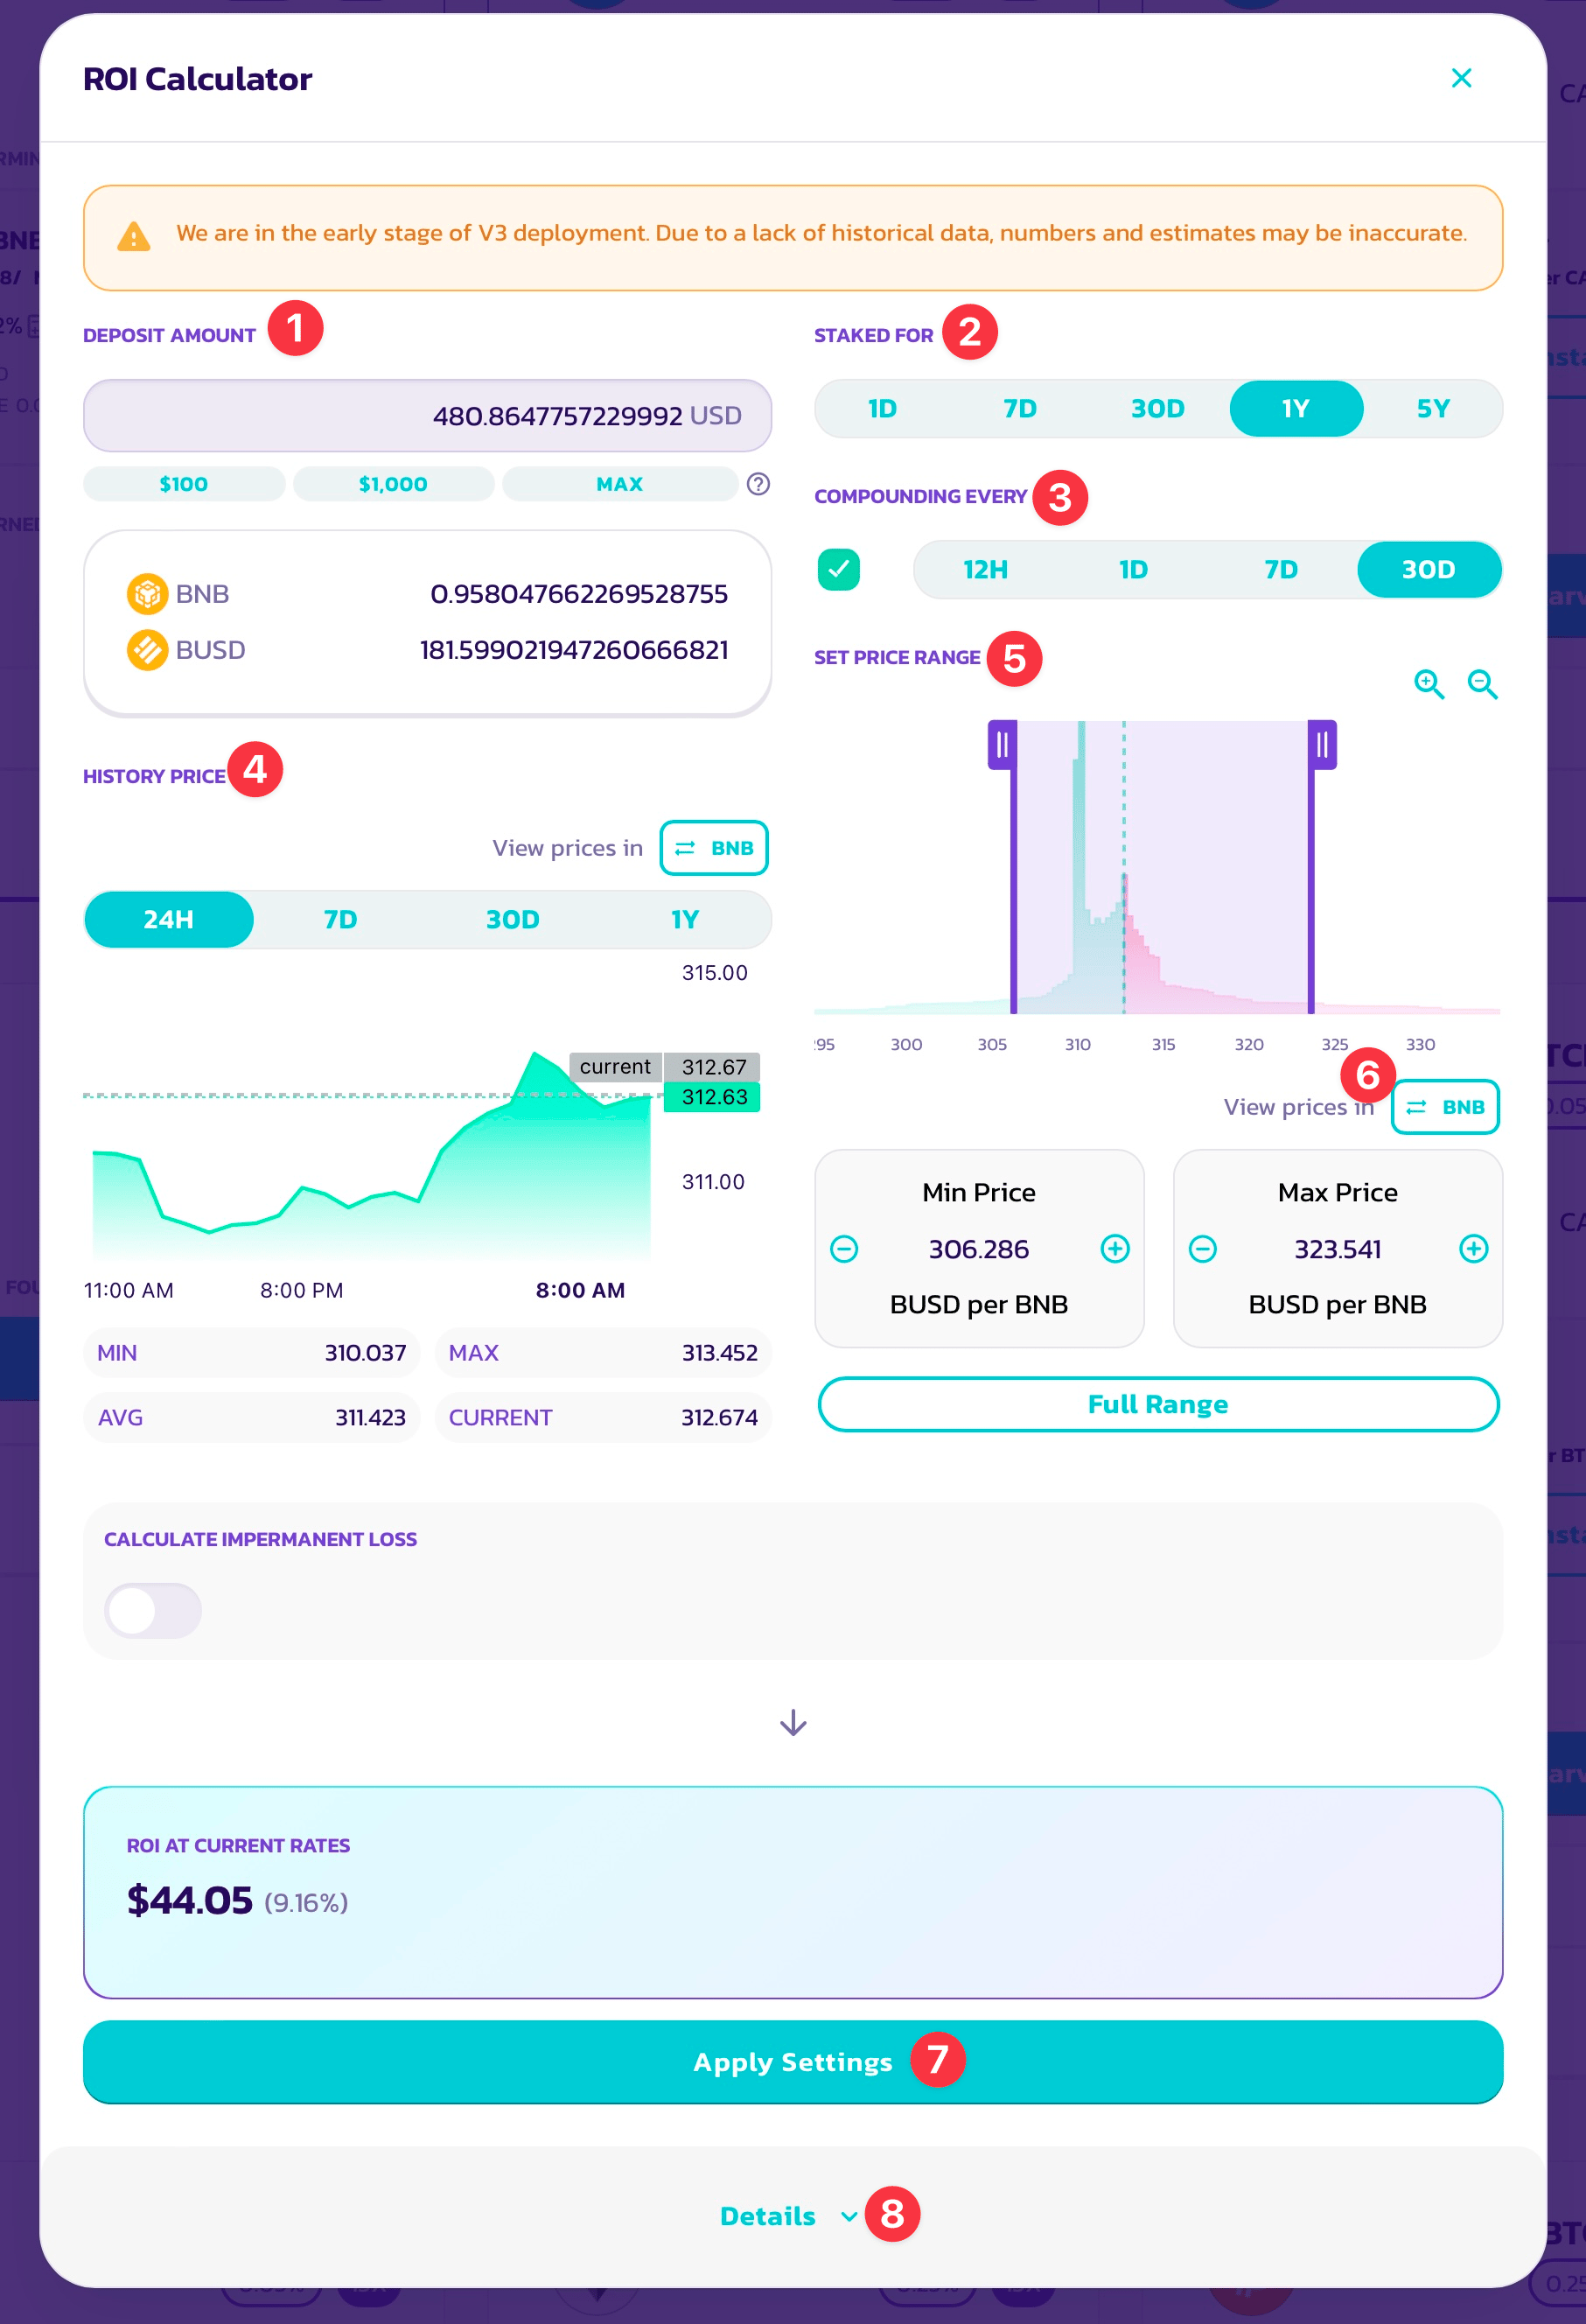 ROI Calculator
We are in the early stage of V3 deployment. Due to a lack of historical data, numbers and estimates may be inaccurate.
DEPOSIT AMOUNT 1
480.8647757229992 USD
$100 $1,000 MAX
BNB 0.958047662269528755
BUSD 181.599021947260666821
HISTORY PRICE 4
View prices in BNB
24H 7D 30D 1Y
315.00
current 312.67
312.63
311.00
11:00 AM 8:00 PM 8:00 AM
MIN 310.037 MAX 313.452
AVG 311.423 CURRENT 312.674
STAKED FOR 2
1D 7D 30D 1Y 5Y
COMPOUNDING EVERY 3
12H 1D 7D 30D
SET PRICE RANGE 5
300 305 310 315 320 325 330
6
View prices in BNB
Min Price Max Price
306.286 323.541
BUSD per BNB BUSD per BNB
Full Range
CALCULATE IMPERMANENT LOSS
ROI AT CURRENT RATES
$44.05 (9.16%)
Apply Settings 7
Details 8